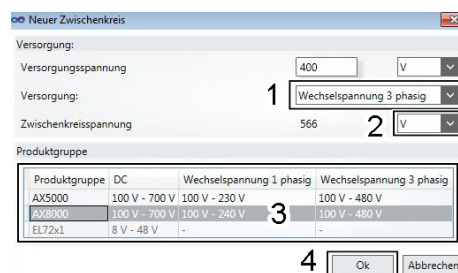 Neuer Zwischenkreis
Versorgung:
Versorgungsspannung 400 V
Versorgung: 1 Wechselspannung 3 phasig
Zwischenkreisspannung 566 2 V
Produktgruppe
Produktgruppe DC Wechselspannung 1 phasig Wechselspannung 3 phasig
AX5000 100 V - 700 V 100 V - 230 V 100 V - 480 V
AX8000 100 V - 700 V 100 V - 240 V 3 100 V - 480 V
EL72x1 8 V - 48 V - -
4 Ok Abbrechen